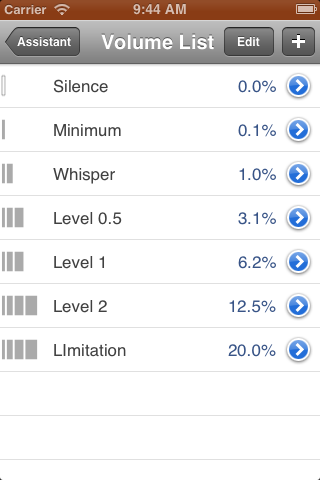 Carrier 9:44 AM
Assistant Volume List Edit +
Silence 0.0%
Minimum 0.1%
Whisper 1.0%
Level 0.5 3.1%
Level 1 6.2%
Level 2 12.5%
LImitation 20.0%